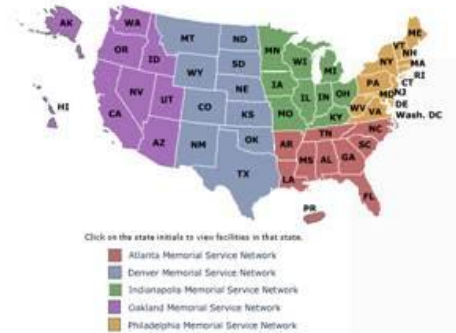 AK
WA
MT
ND
MN
ME
VT
NH
OR
ID
SD
WI
MI
NY
MA
RI
WY
CT
IA
NE
PA
NJ
MD
NV
UT
IL
IN
OH
DE
HI
CO
WV
VA
Wash. DC
CA
KS
MO
KY
AZ
NM
OK
AR
TN
NC
SC
MS
AL
GA
TX
LA
FL
PR
Click on the state initials to view facilities in that state.
Atlanta Memorial Service Network
Denver Memorial Service Network
Indianapolis Memorial Service Network
Oakland Memorial Service Network
Philadelphia Memorial Service Network